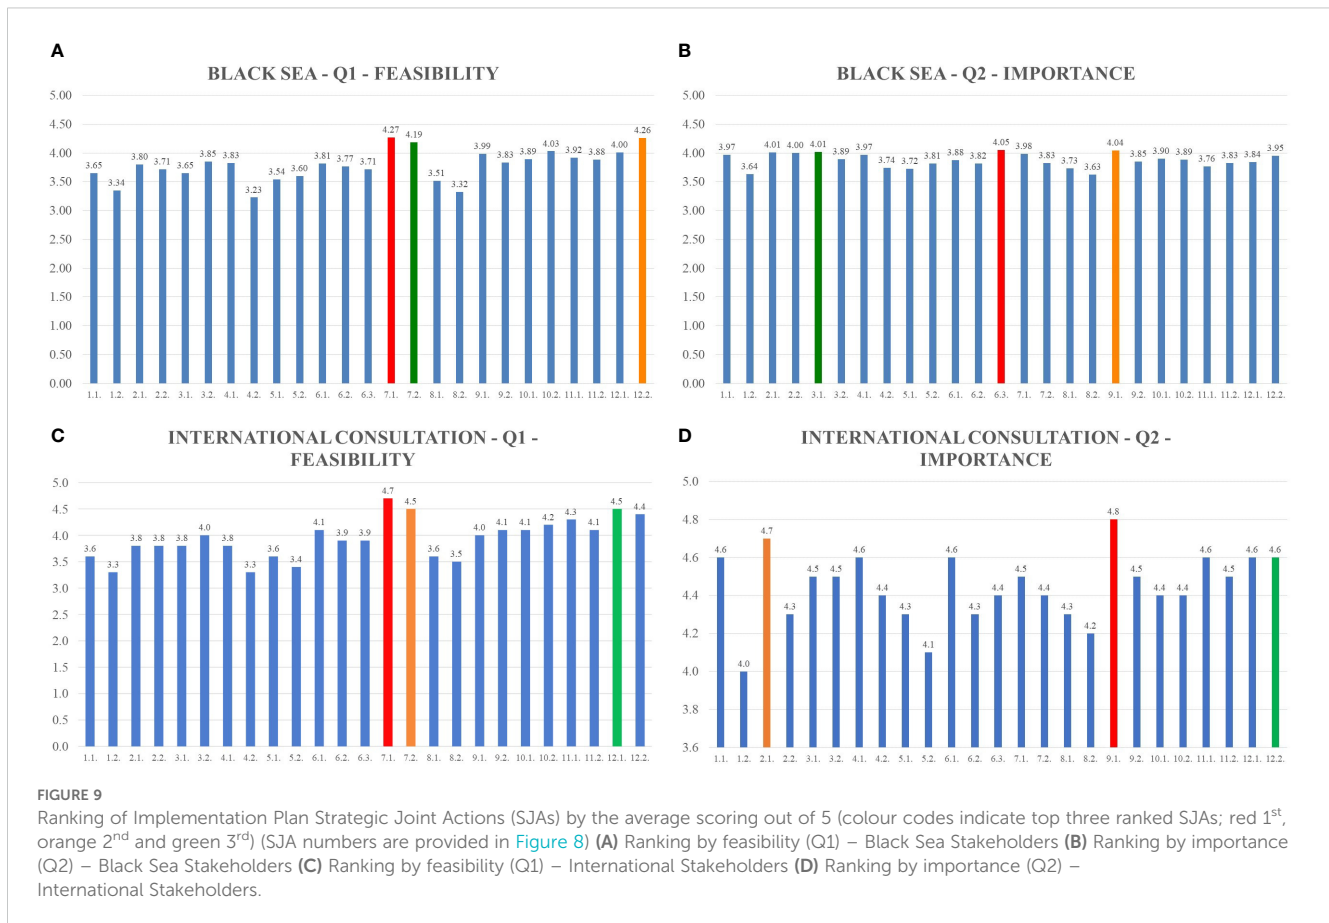 A
BLACK SEA - Q1 - FEASIBILITY
5.00
4.50
4.00
3.50
3.00
2.50
2.00
1.50
1.00
0.50
0.00
3.65 3.34 3.80 3.71 3.65 3.85 3.83 3.23 3.54 3.60 3.81 3.77 3.71 4.27 4.19 3.51 3.32 3.99 3.83 3.89 4.03 3.92 3.88 4.00 4.26
1.1. 1.2. 2.1. 2.2. 3.1. 3.2. 4.1. 4.2. 5.1. 5.2. 6.1. 6.2. 6.3. 7.1. 7.2. 8.1. 8.2. 9.1. 9.2. 10.1. 10.2. 11.1. 11.2. 12.1. 12.2.
B
BLACK SEA - Q2 - IMPORTANCE
5.00
4.50
4.00
3.50
3.00
2.50
2.00
1.50
1.00
0.50
0.00
3.97 3.64 4.01 4.00 4.01 3.89 3.97 3.74 3.72 3.81 3.88 3.82 4.05 3.98 3.83 3.73 3.63 4.04 3.85 3.90 3.89 3.76 3.83 3.84 3.95
1.1. 1.2. 2.1. 2.2. 3.1. 3.2. 4.1. 4.2. 5.1. 5.2. 6.1. 6.2. 6.3. 7.1. 7.2. 8.1. 8.2. 9.1. 9.2. 10.1. 10.2. 11.1. 11.2. 12.1. 12.2.
C
INTERNATIONAL CONSULTATION - Q1 -
FEASIBILITY
5.0
4.5
4.0
3.5
3.0
2.5
2.0
1.5
1.0
0.5
0.0
3.6 3.3 3.8 3.8 3.8 4.0 3.8 3.3 3.6 3.4 4.1 3.9 3.9 4.7 4.5 3.6 3.5 4.0 4.1 4.1 4.2 4.3 4.1 4.5 4.4
1.1. 1.2. 2.1. 2.2. 3.1. 3.2. 4.1. 4.2. 5.1. 5.2. 6.1. 6.2. 6.3. 7.1. 7.2. 8.1. 8.2. 9.1. 9.2. 10.1. 10.2. 11.1. 11.2. 12.1. 12.2.
D
INTERNATIONAL CONSULTATION - Q2 -
IMPORTANCE
5.0
4.8
4.6
4.4
4.2
4.0
3.8
3.6
4.6 4.0 4.7 4.3 4.5 4.5 4.6 4.4 4.3 4.1 4.6 4.3 4.4 4.5 4.4 4.3 4.2 4.8 4.5 4.4 4.4 4.6 4.5 4.6 4.6
1.1. 1.2. 2.1. 2.2. 3.1. 3.2. 4.1. 4.2. 5.1. 5.2. 6.1. 6.2. 6.3. 7.1. 7.2. 8.1. 8.2. 9.1. 9.2. 10.1. 10.2. 11.1. 11.2. 12.1. 12.2.
FIGURE 9
Ranking of Implementation Plan Strategic Joint Actions (SJAs) by the average scoring out of 5 (colour codes indicate top three ranked SJAs; red 1st,
orange 2nd and green 3rd) (SJA numbers are provided in Figure 8) (A) Ranking by feasibility (Q1) – Black Sea Stakeholders (B) Ranking by importance
(Q2) – Black Sea Stakeholders (C) Ranking by feasibility (Q1) – International Stakeholders (D) Ranking by importance (Q2) –
International Stakeholders.